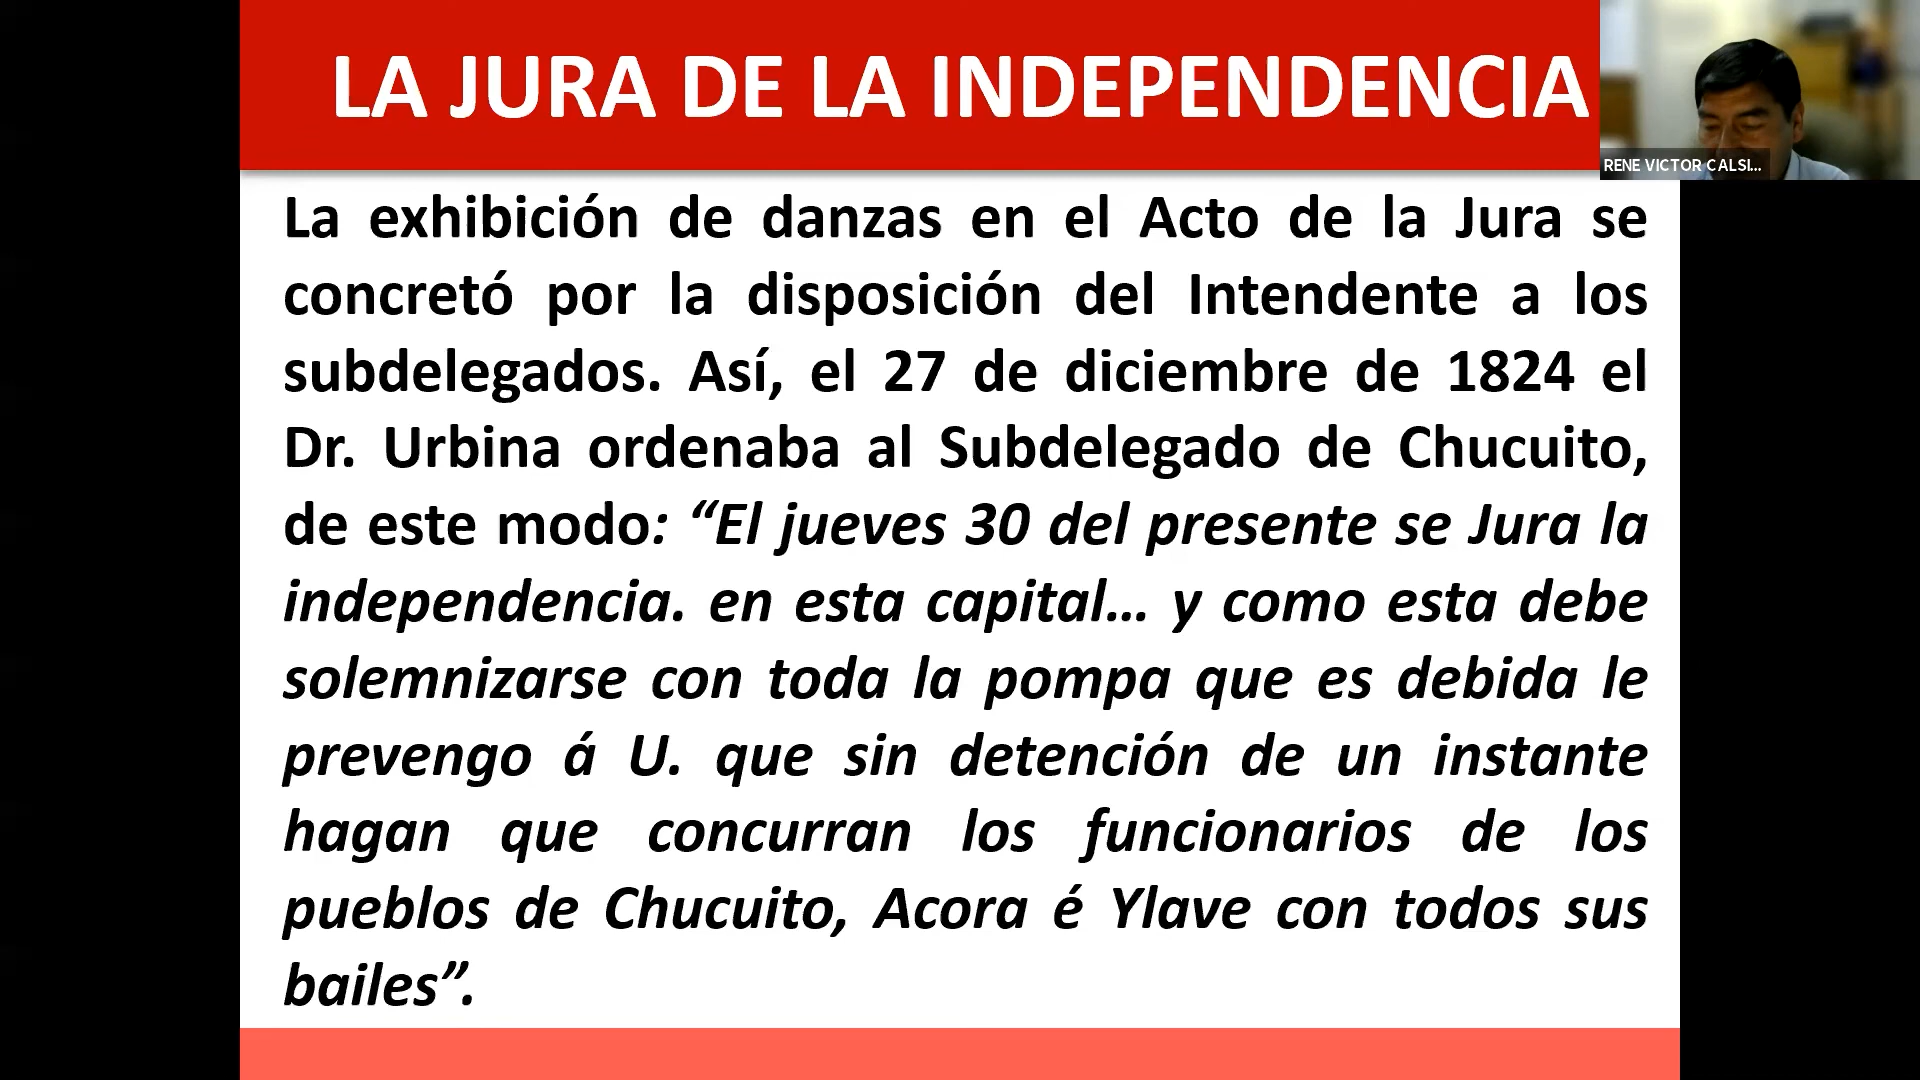 LA JURA DE LA INDEPENDENCIA
RENE VICTOR CALSI...
La exhibición de danzas en el Acto de la Jura se
concretó por la disposición del Intendente a los
subdelegados. Así, el 27 de diciembre de 1824 el
Dr. Urbina ordenaba al Subdelegado de Chucuito,
de este modo: “El jueves 30 del presente se Jura la
independencia. en esta capital... y como esta debe
solemnizarse con toda la pompa que es debida le
prevengo á U. que sin detención de un instante
hagan que concurran los funcionarios de los
pueblos de Chucuito, Acora é Ylave con todos sus
bailes”.